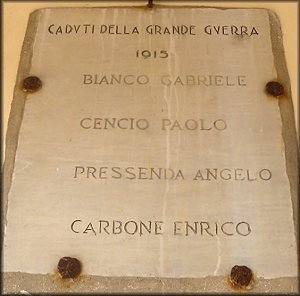 CADVTI DELLA GRANDE GVERRA
1915
BIANCO GABRIELE
CENCIO PAOLO
PRESSENDA ANGELO
CARBONE ENRICO